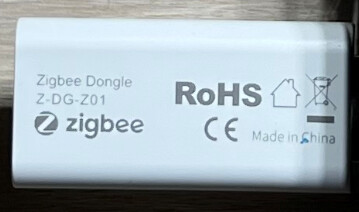 Zigbee Dongle
Z-DG-Z01
zigbee
RoHS
CE
Made in China